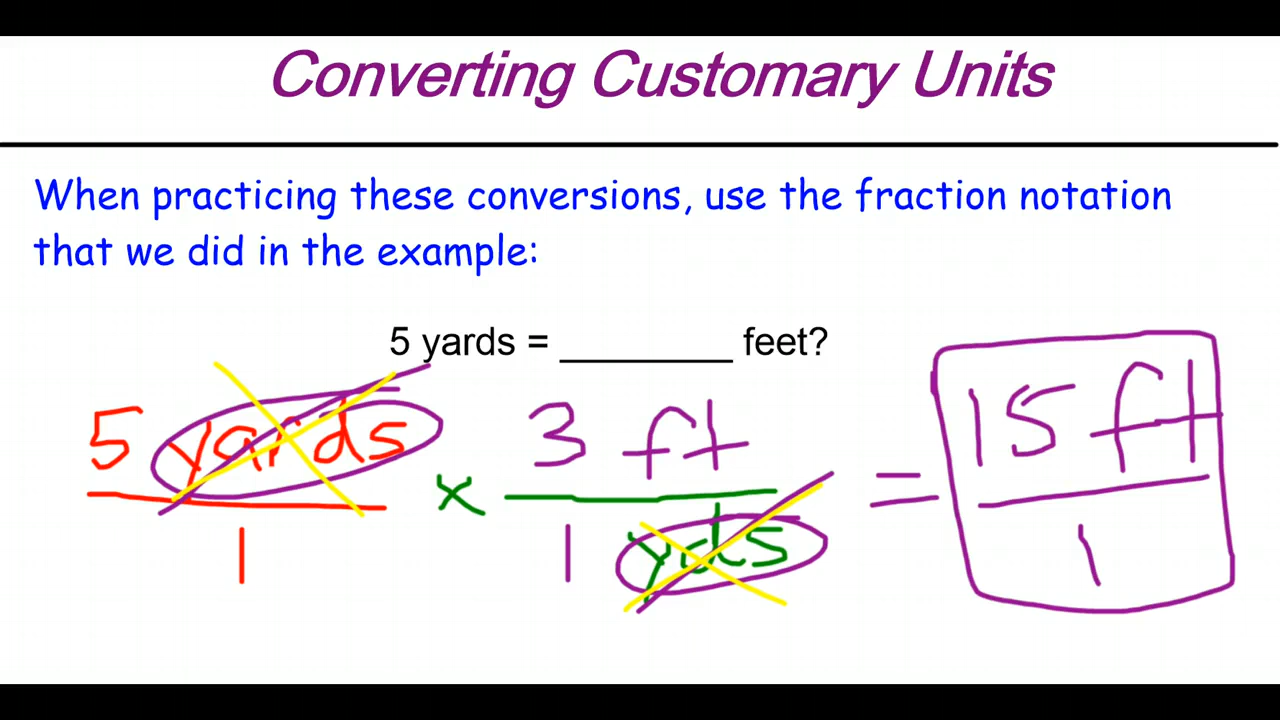 Converting Customary Units
When practicing these conversions, use the fraction notation
that we did in the example:
5 yards = ________ feet?
5 yards x 3 ft = 15 ft
1 1 yds 1